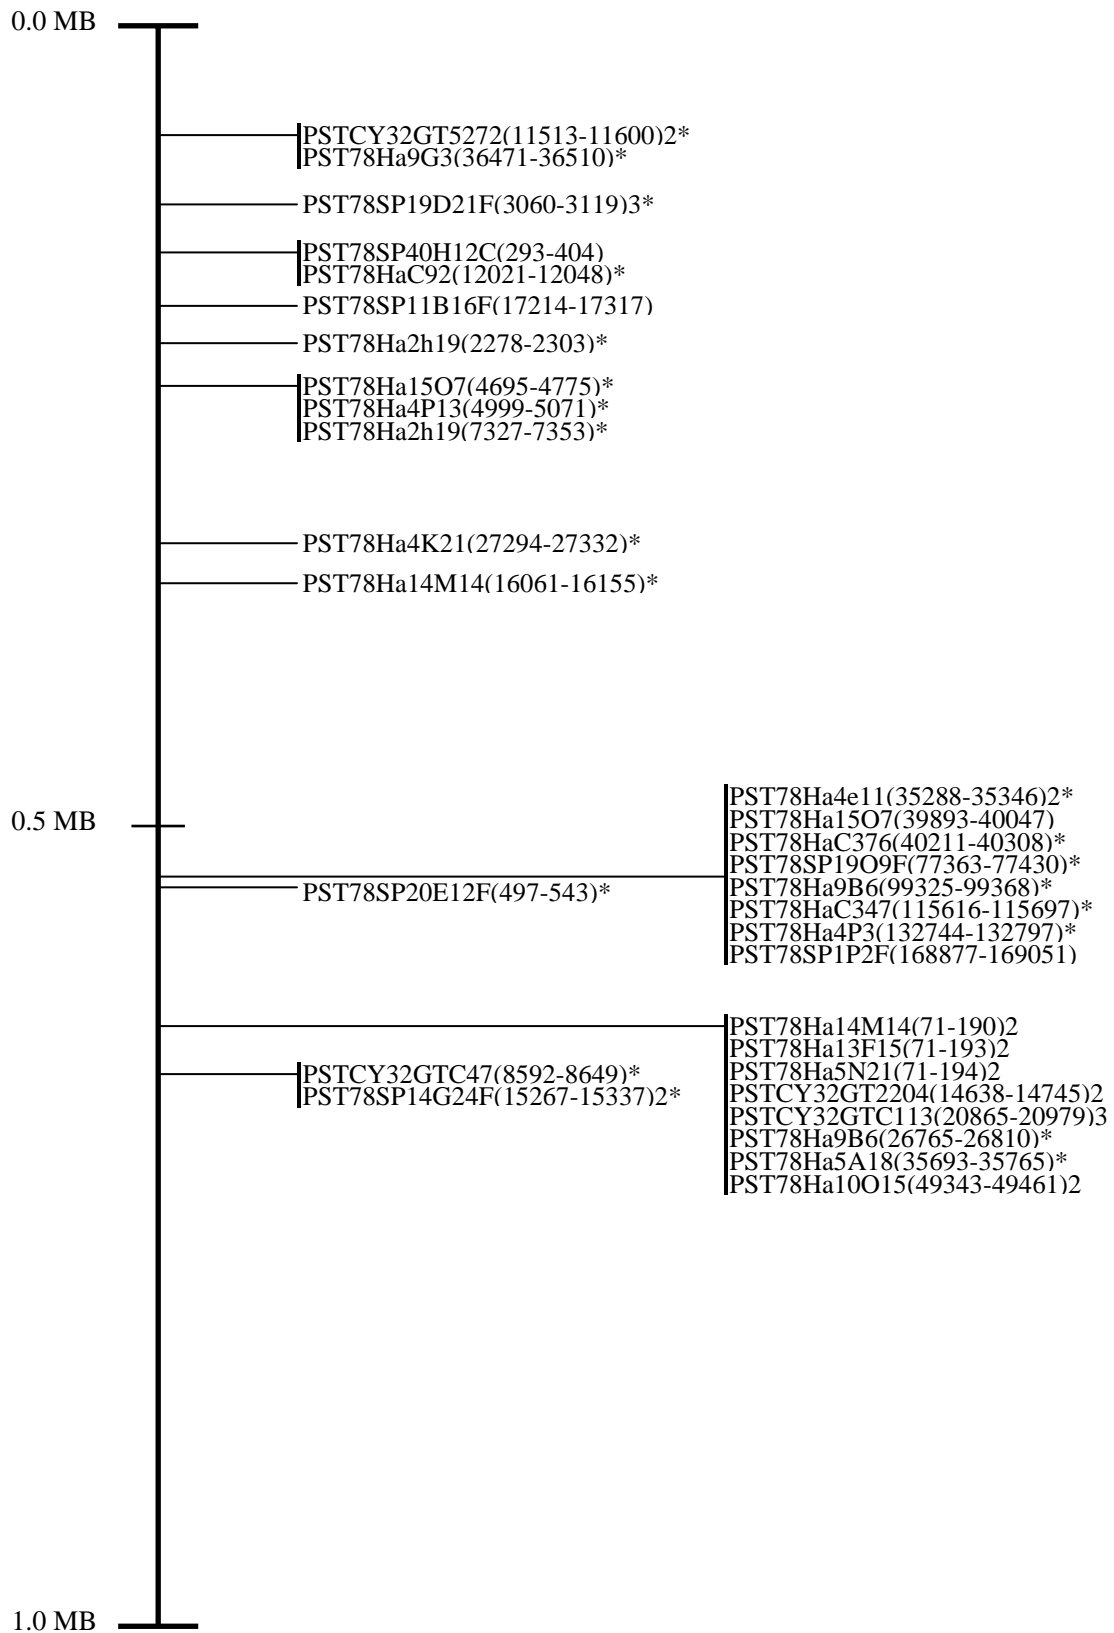 0.0 MB
PSTCY32GT5272(11513-11600)2*
PST78Ha9G3(36471-36510)*
PST78SP19D21F(3060-3119)3*
PST78SP40H12C(293-404)
PST78HaC92(12021-12048)*
PST78SP11B16F(17214-17317)
PST78Ha2h19(2278-2303)*
PST78Ha15O7(4695-4775)*
PST78Ha4P13(4999-5071)*
PST78Ha2h19(7327-7353)*
PST78Ha4K21(27294-27332)*
PST78Ha14M14(16061-16155)*
0.5 MB
PST78SP20E12F(497-543)*
PST78Ha4e11(35288-35346)2*
PST78Ha15O7(39893-40047)
PST78HaC376(40211-40308)*
PST78SP19O9F(77363-77430)*
PST78Ha9B6(99325-99368)*
PST78HaC347(115616-115697)*
PST78Ha4P3(132744-132797)*
PST78SP1P2F(168877-169051)
PSTCY32GTC47(8592-8649)*
PST78SP14G24F(15267-15337)2*
PST78Ha14M14(71-190)2
PST78Ha13F15(71-193)2
PST78Ha5N21(71-194)2
PSTCY32GT2204(14638-14745)2
PSTCY32GTC113(20865-20979)3
PST78Ha9B6(26765-26810)*
PST78Ha5A18(35693-35765)*
PST78Ha10O15(49343-49461)2
1.0 MB